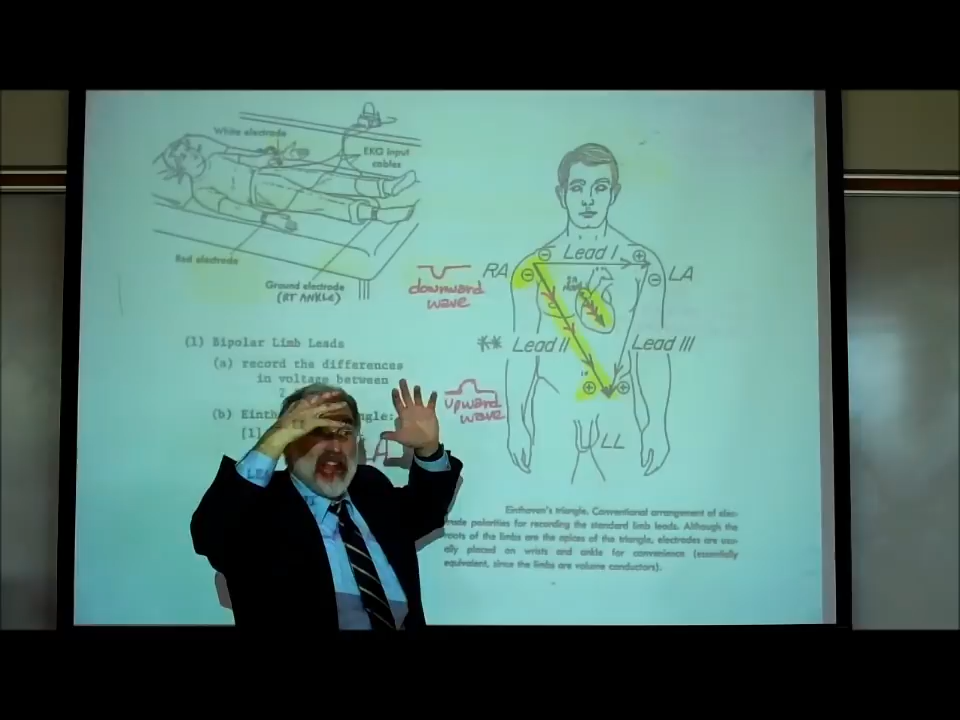 White electrode
EKG input
cables
Red electrode
Ground electrode
(RT ANKLE)
downward
wave
RA
Lead I
LA
SA
(1) Bipolar Limb Leads
(a) record the differences
in voltage between
2
** Lead II
Lead III
(b)
[1]
upward
wave
LL
Einthoven's triangle. Conventional arrangement of elec-
trode polarities for recording the standard limb leads. Although the
roots of the limbs are the apices of the triangle, electrodes are usu-
ally placed on wrists and ankle for convenience (essentially
equivalent, since the limbs are volume conductors).